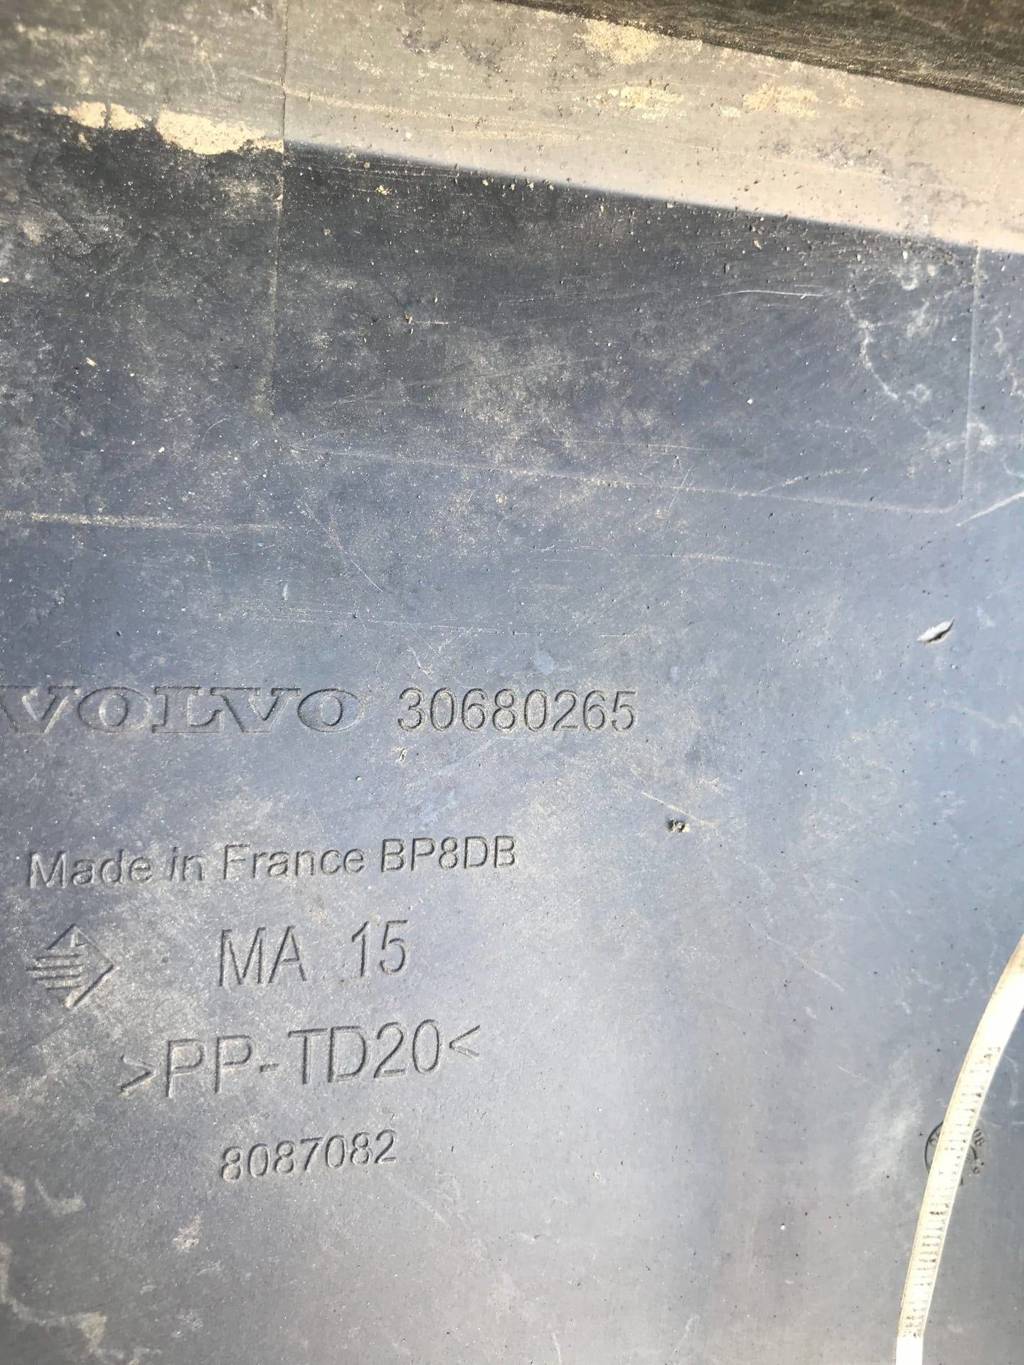 VOLVO 30680265
Made in France BP8DB
MA 15
>PP-TD20<
8087082